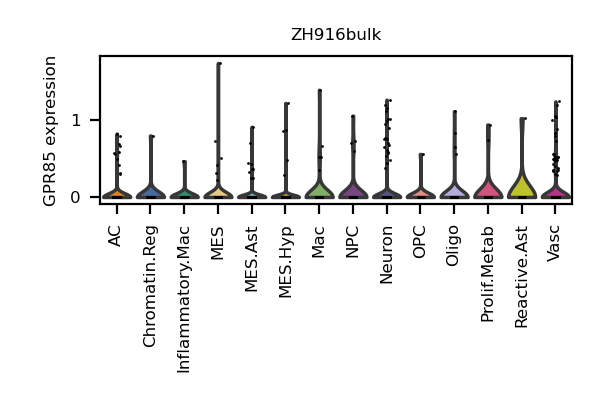 ZH916bulk
GPR85 expression
1
0
AC
Chromatin.Reg
Inflammatory.Mac
MES
MES.Ast
MES.Hyp
Mac
NPC
Neuron
OPC
Oligo
Prolif.Metab
Reactive.Ast
Vasc